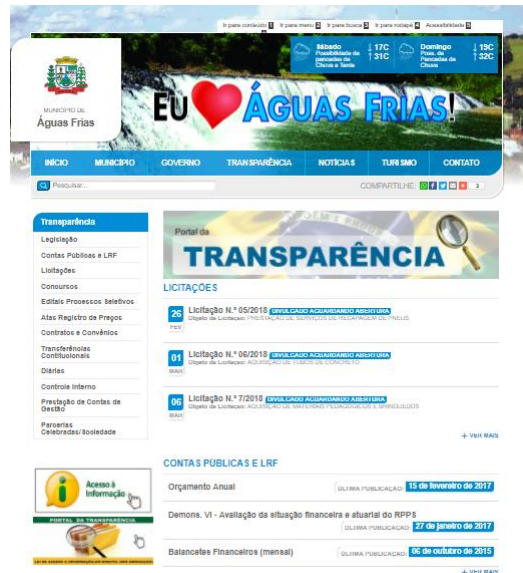 Ir para conteúdo 1 Ir para menu 2 Ir para busca 3 Ir para rodapé 4 Acessibilidade 5
MUNICÍPIO DE
Águas Frias
Sábado
Possibilidade de
pancadas de
Chuva a Tarde
17C
31C
Domingo
Poss. de
Pancadas de
Chuva
19C
32C
EU ÁGUAS FRIAS!
INÍCIO MUNICÍPIO GOVERNO TRANSPARÊNCIA NOTÍCIAS TURISMO CONTATO
Pesquisar...
COMPARTILHE: 3
Transparência
Legislação
Contas Públicas e LRF
Licitações
Concursos
Editais Processos Seletivos
Atas Registro de Preços
Contratos e Convênios
Transferências
Contitucionais
Diárias
Controle Interno
Prestação de Contas de
Gestão
Parcerias
Celebradas/Sociedade
Acesso à
Informação
PORTAL DA TRANSPARÊNCIA
Portal da
TRANSPARÊNCIA
LICITAÇÕES
26 FEV
Licitação N.º 05/2018 DIVULGADO AGUARDANDO ABERTURA
Objeto de Licitação: PRESTAÇÃO DE SERVIÇOS DE RECAPAGEM DE PNEUS
01 MAR
Licitação N.º 06/2018 DIVULGADO AGUARDANDO ABERTURA
Objeto de Licitação: AQUISIÇÃO DE TUBOS DE CONCRETO
06 MAR
Licitação N.º 7/2018 DIVULGADO AGUARDANDO ABERTURA
Objeto de Licitação: AQUISIÇÃO DE MATERIAIS PEDAGÓGICOS E BRINQUEDOS
+ VER MAIS
CONTAS PÚBLICAS E LRF
Orçamento Anual
ÚLTIMA PUBLICAÇÃO: 15 de fevereiro de 2017
Demons. VI - Avaliação da situação financeira e atuarial do RPPS
ÚLTIMA PUBLICAÇÃO: 27 de janeiro de 2017
Balancetes Financeiros (mensal)
ÚLTIMA PUBLICAÇÃO: 06 de outubro de 2015
+ VER MAIS